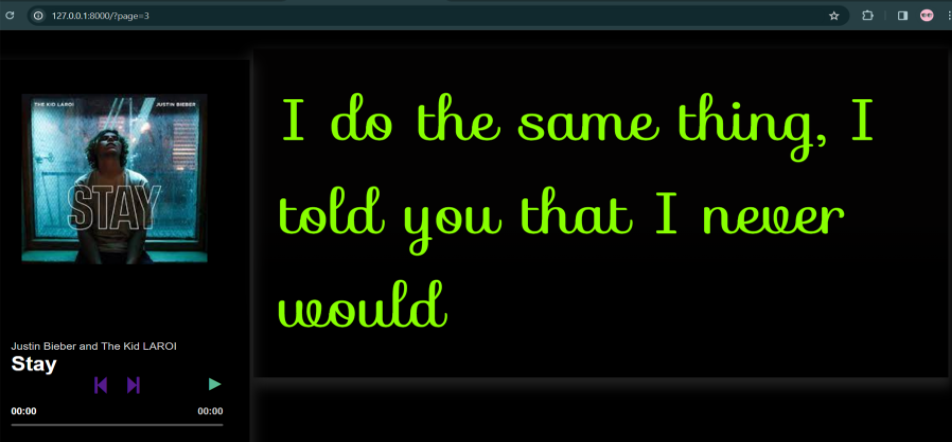 127.0.0.1:8000/?page=3
THE KID LAROI JUSTIN BIEBER
STAY
I do the same thing, I
told you that I never
would
Justin Bieber and The Kid LAROI
Stay
00:00 00:00